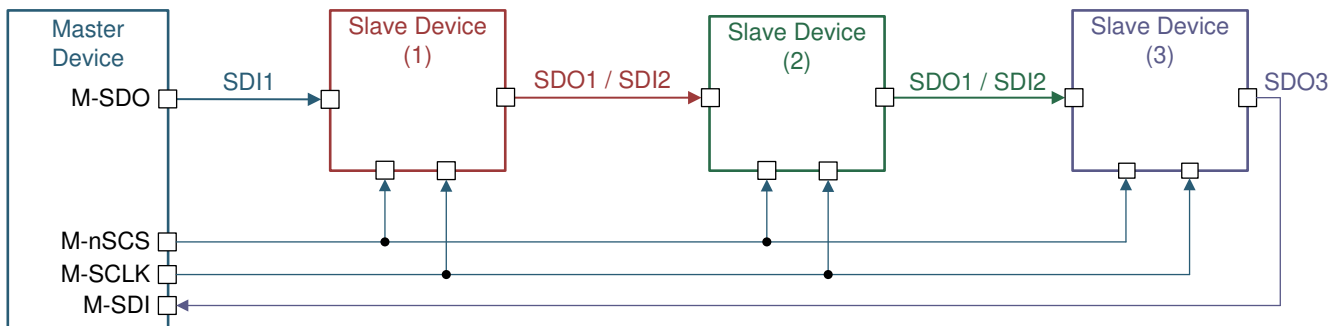 Master
Device
Slave Device
(1)
Slave Device
(2)
Slave Device
(3)
M-SDO
SDI1
SDO1 / SDI2
SDO1 / SDI2
SDO3
M-nSCS
M-SCLK
M-SDI